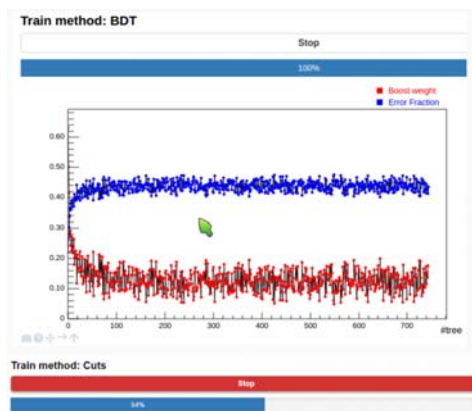 Train method: BDT
Stop
100%
Boost weight
Error Fraction
0.60
0.50
0.40
0.30
0.20
0.10
0
0 100 200 300 400 500 600 700
#tree
Train method: Cuts
Stop
54%